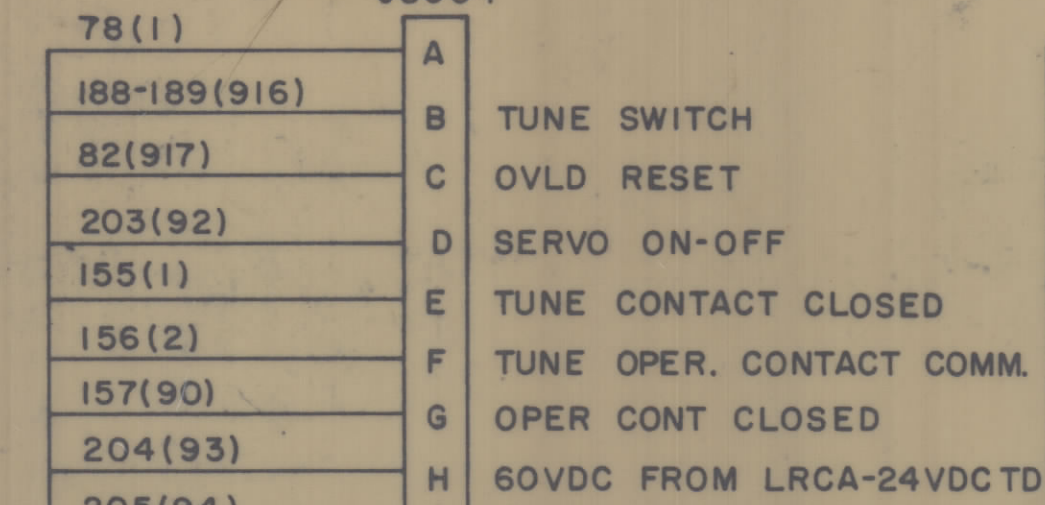 78(1)
A
188-189(916)
B TUNE SWITCH
82(917)
C OVLD RESET
203(92)
D SERVO ON-OFF
155(1)
E TUNE CONTACT CLOSED
156(2)
F TUNE OPER. CONTACT COMM.
157(90)
G OPER CONT CLOSED
204(93)
H 60VDC FROM LRCA-24VDC TD